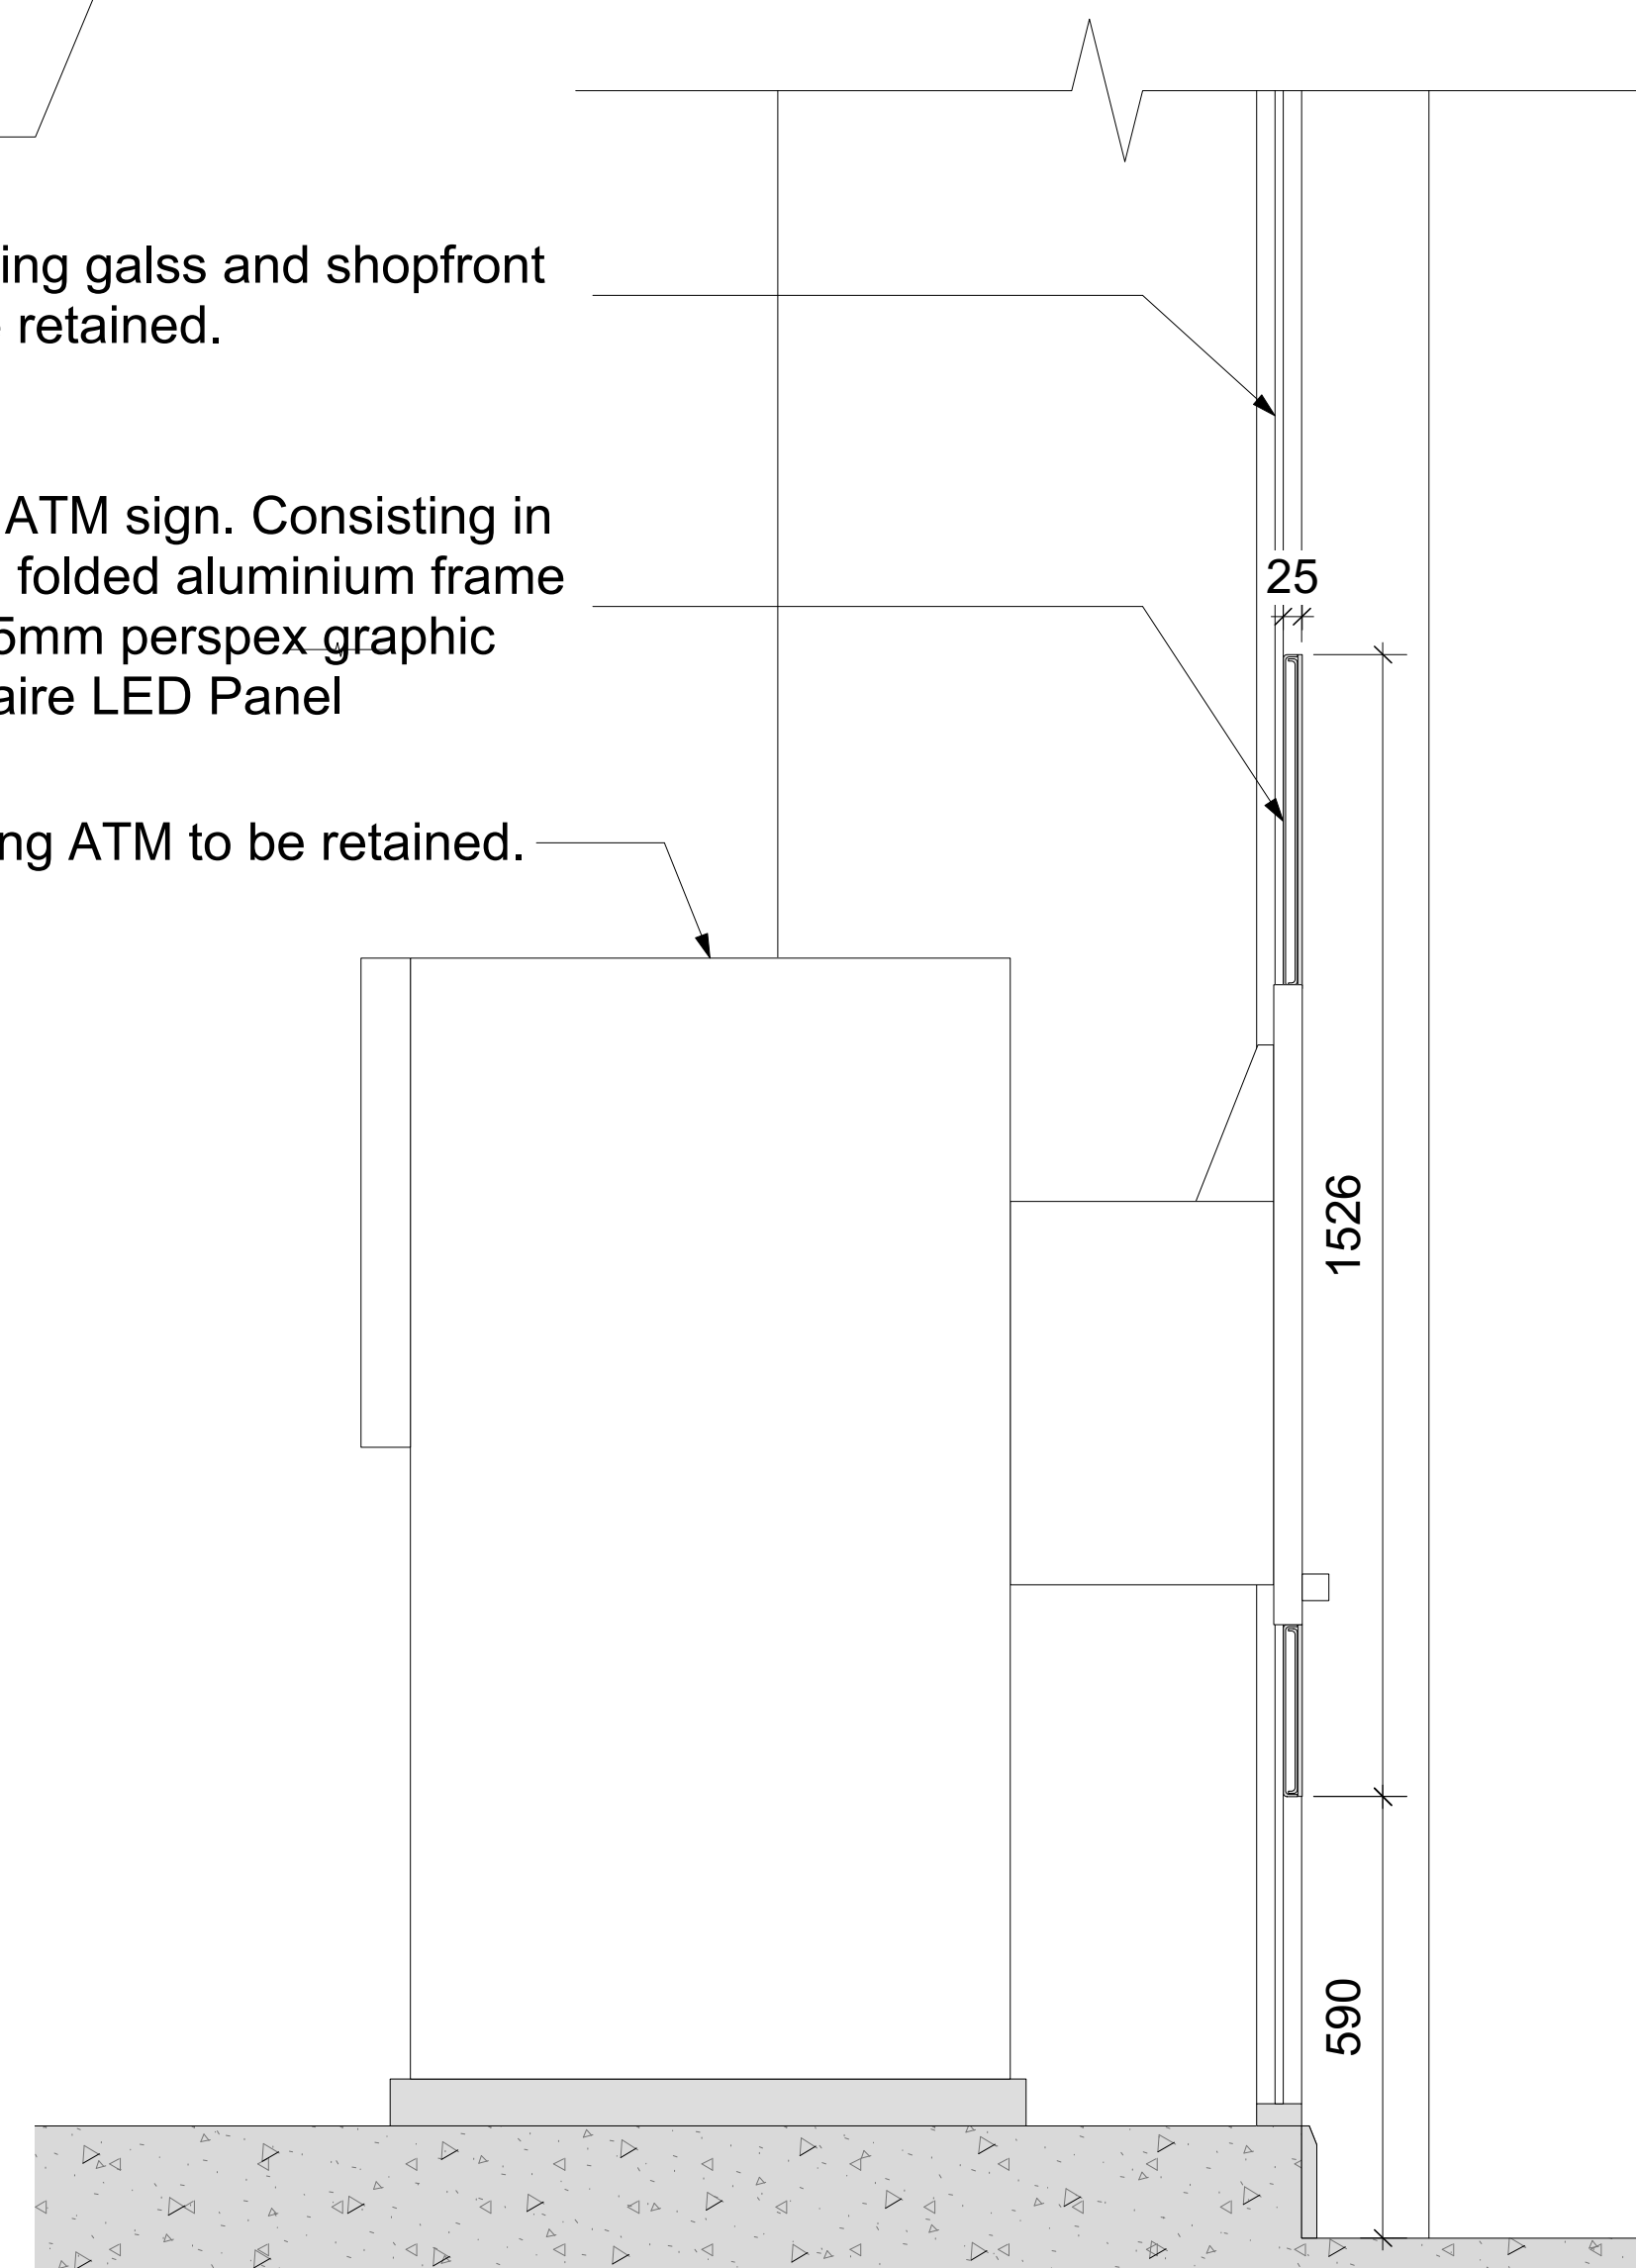 ing galss and shopfront
retained.
ATM sign. Consisting in
folded aluminium frame
5mm perspex graphic
aire LED Panel
ng ATM to be retained.
25
1526
590